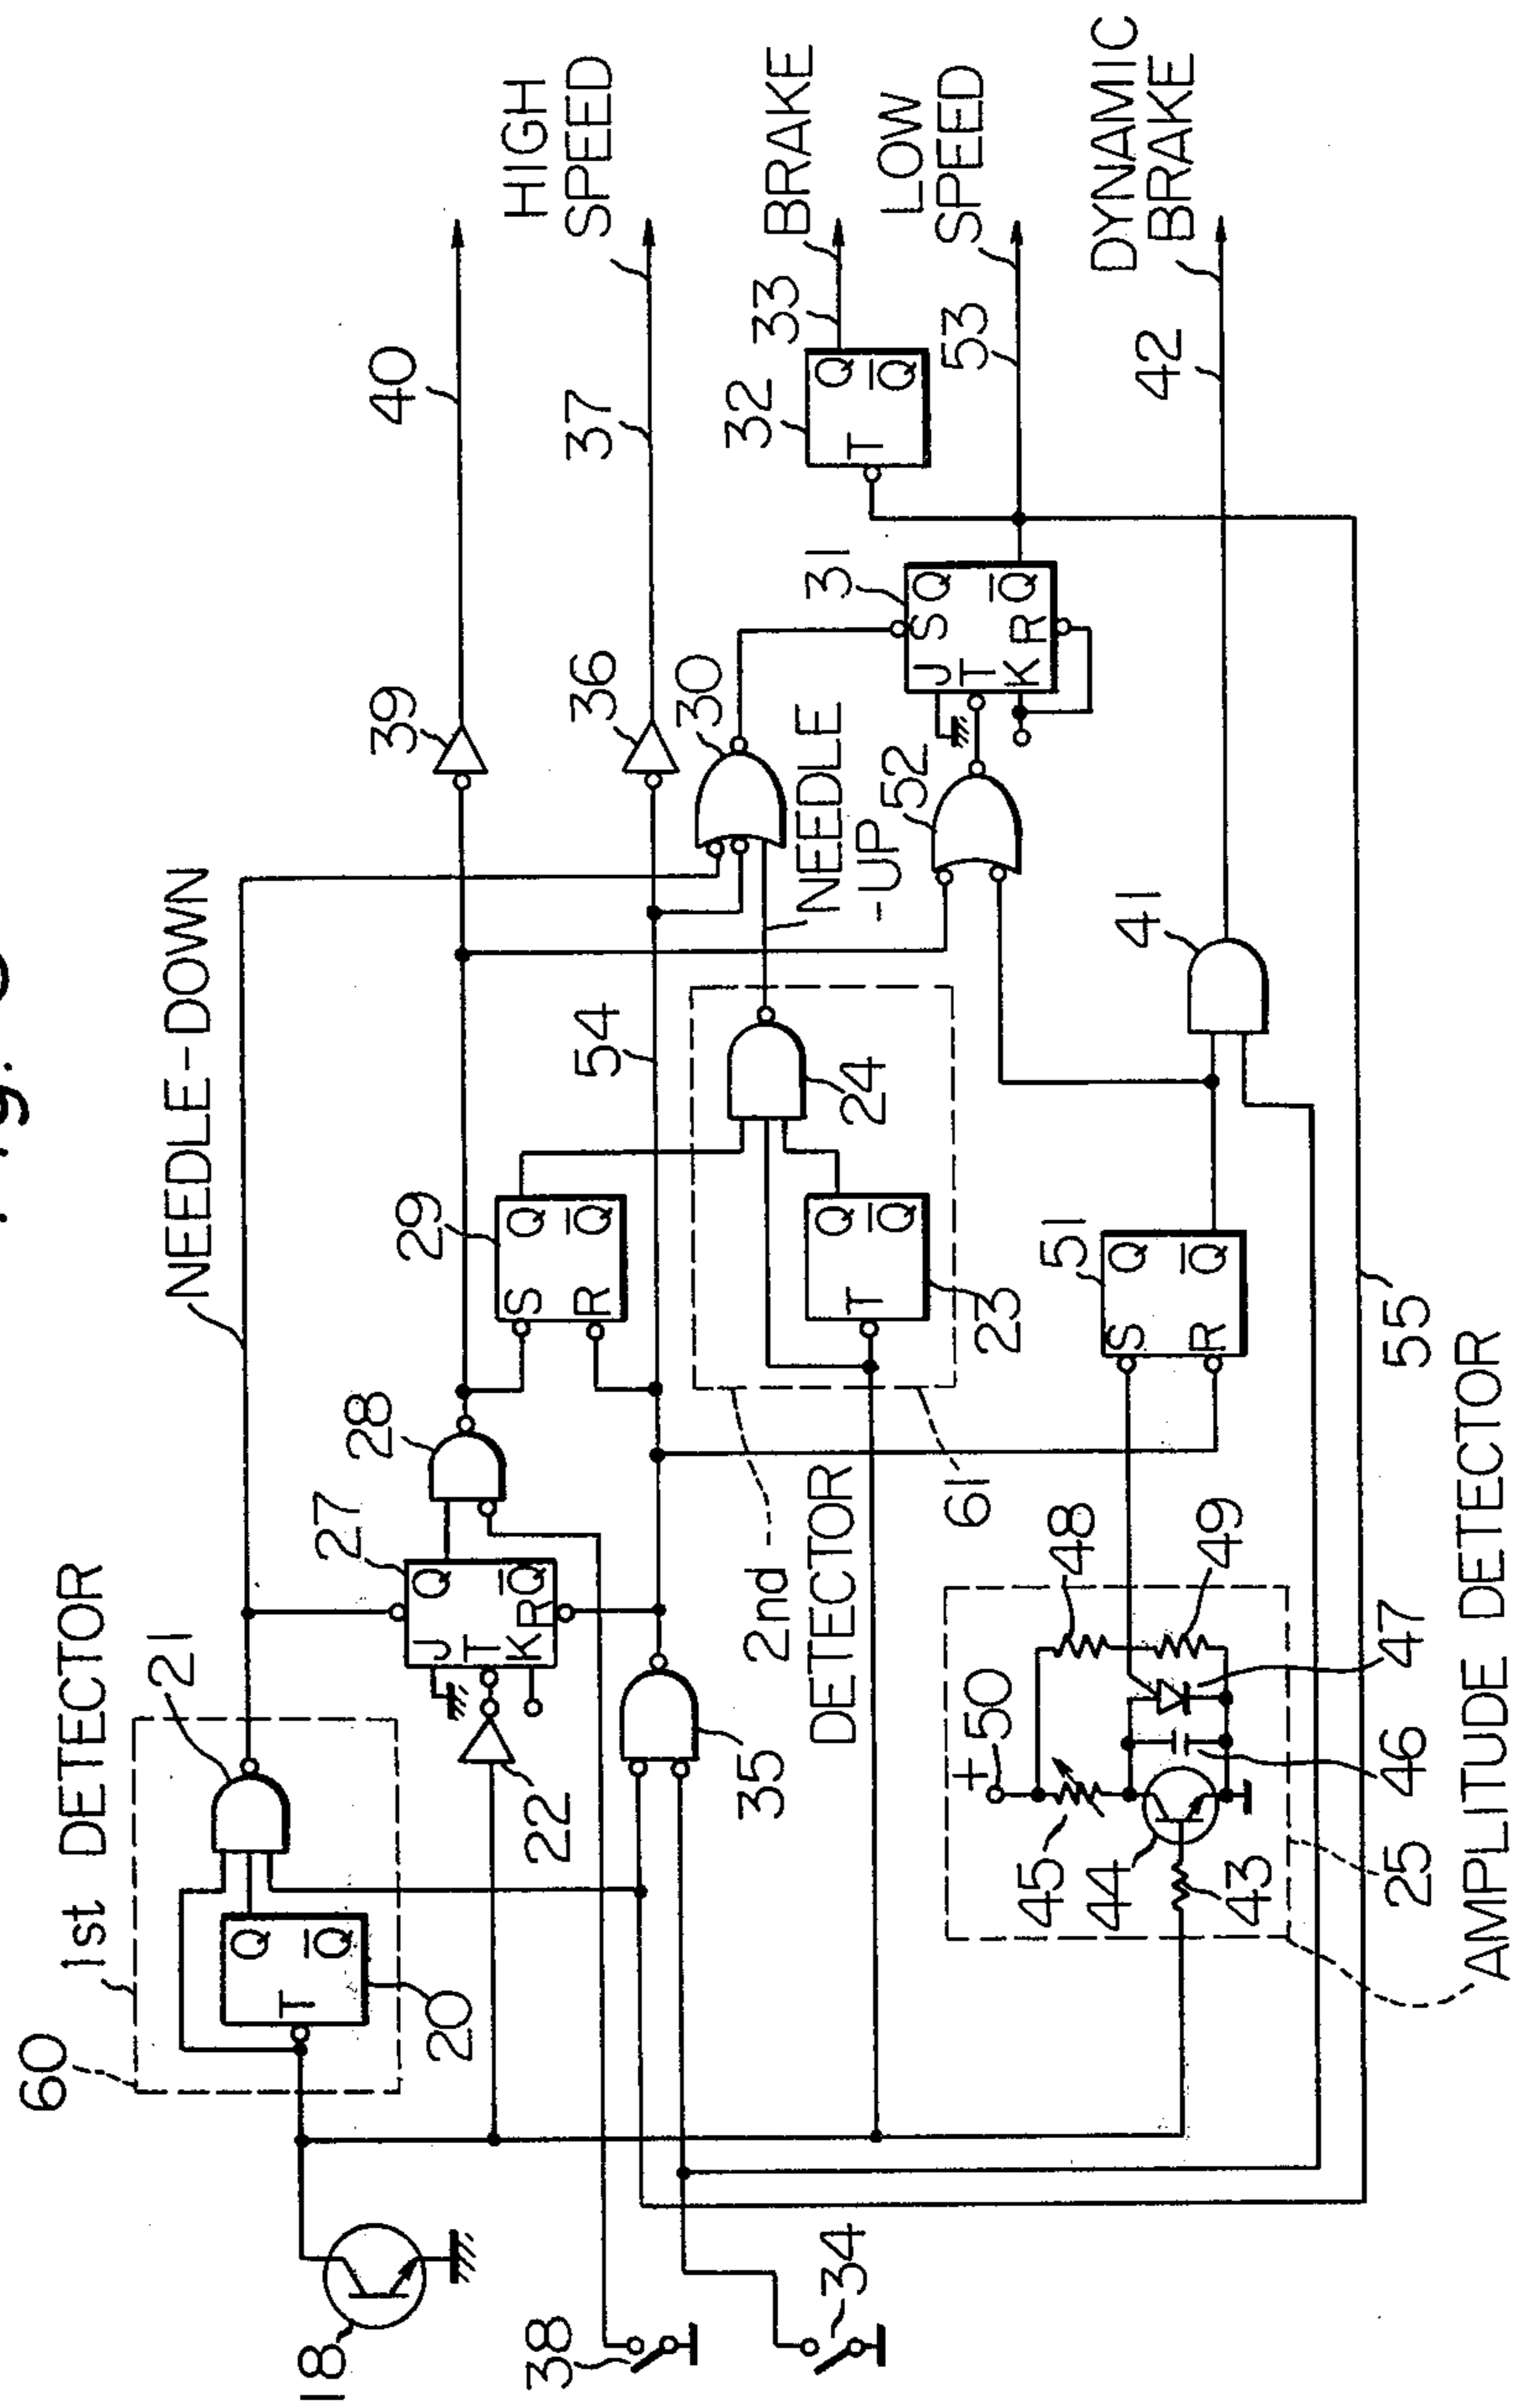 60
1st DETECTOR
21
NEEDLE-DOWN
40
HIGH
SPEED
39
37
36
28
27
29
54
30
NEEDLE
-UP
BRAKE
33
32
LOW
SPEED
53
31
52
DYNAMIC
BRAKE
42
41
24
23
61
2nd
DETECTOR
51
55
18
20
22
35
38
34
50
48
49
47
46
45
44
43
25
AMPLITUDE DETECTOR
T Q Q̅
J T K Q Q̅ R
S R Q Q̅
T Q Q̅
S R Q Q̅
J T K S R Q Q̅
T Q Q̅
+